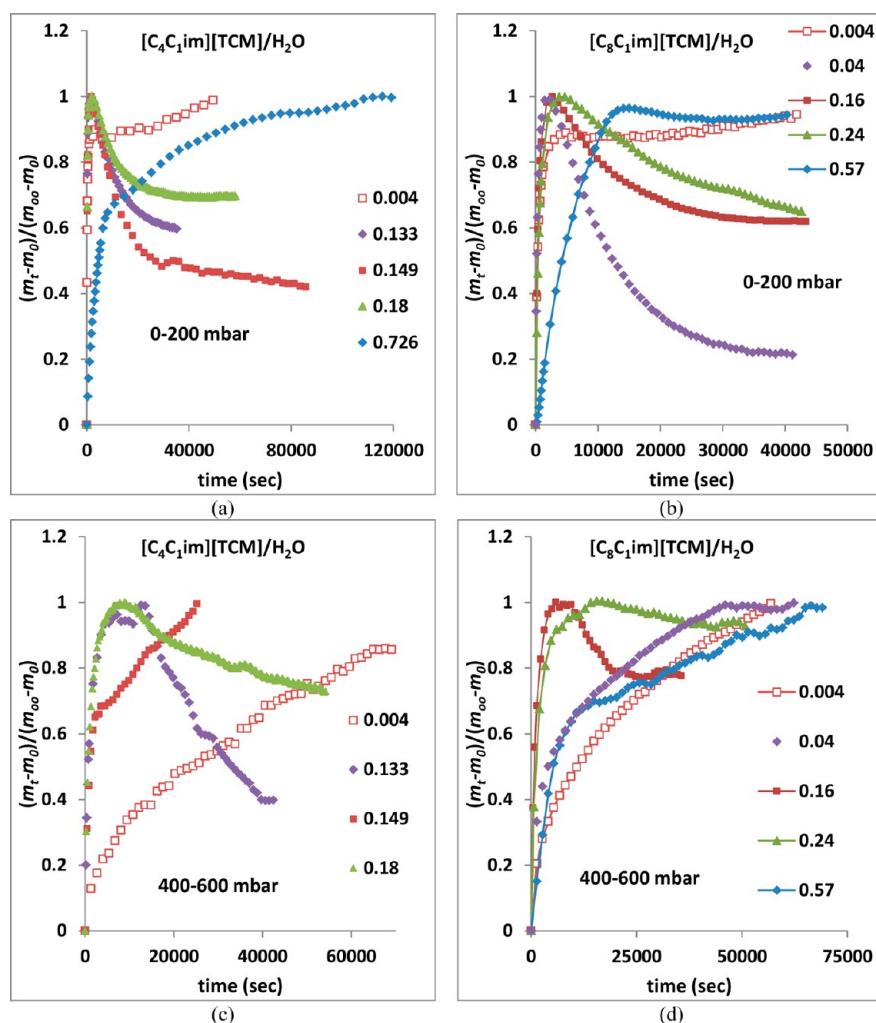 [C4C1im][TCM]/H2O
(mt-m0)/(moo-m0)
1.2
1
0.8
0.6
0.4
0.2
0
0.004
0.133
0.149
0.18
0.726
0-200 mbar
0 40000 80000 120000
time (sec)
(a)
[C8C1im][TCM]/H2O
(mt-m0)/(moo-m0)
1.2
1
0.8
0.6
0.4
0.2
0
0.004
0.04
0.16
0.24
0.57
0-200 mbar
0 10000 20000 30000 40000 50000
time (sec)
(b)
[C4C1im][TCM]/H2O
(mt-m0)/(moo-m0)
1.2
1
0.8
0.6
0.4
0.2
0
0.004
0.133
0.149
0.18
400-600 mbar
0 20000 40000 60000
time (sec)
(c)
[C8C1im][TCM]/H2O
(mt-m0)/(moo-m0)
1.2
1
0.8
0.6
0.4
0.2
0
0.004
0.04
0.16
0.24
0.57
400-600 mbar
0 25000 50000 75000
time (sec)
(d)